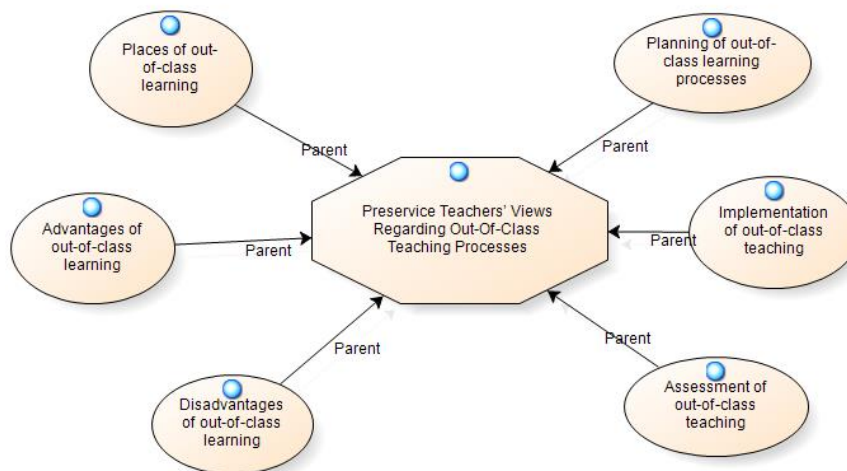 Places of out-
of-class
learning
Planning of out-of-
class learning
processes
Parent
Parent
Advantages of
out-of-class
learning
Parent
Preservice Teachers' Views
Regarding Out-Of-Class
Teaching Processes
Parent
Implementation
of out-of-class
teaching
Parent
Parent
Disadvantages
of out-of-class
learning
Assessment of
out-of-class
teaching